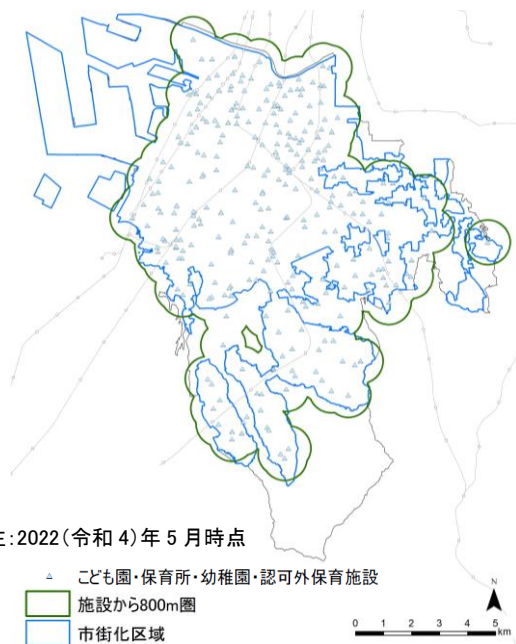 :2022(令和4)年5月時点
こども園・保育所・幼稚園・認可外保育施設
施設から800m圏
市街化区域
N
0 1 2 3 4 5
km